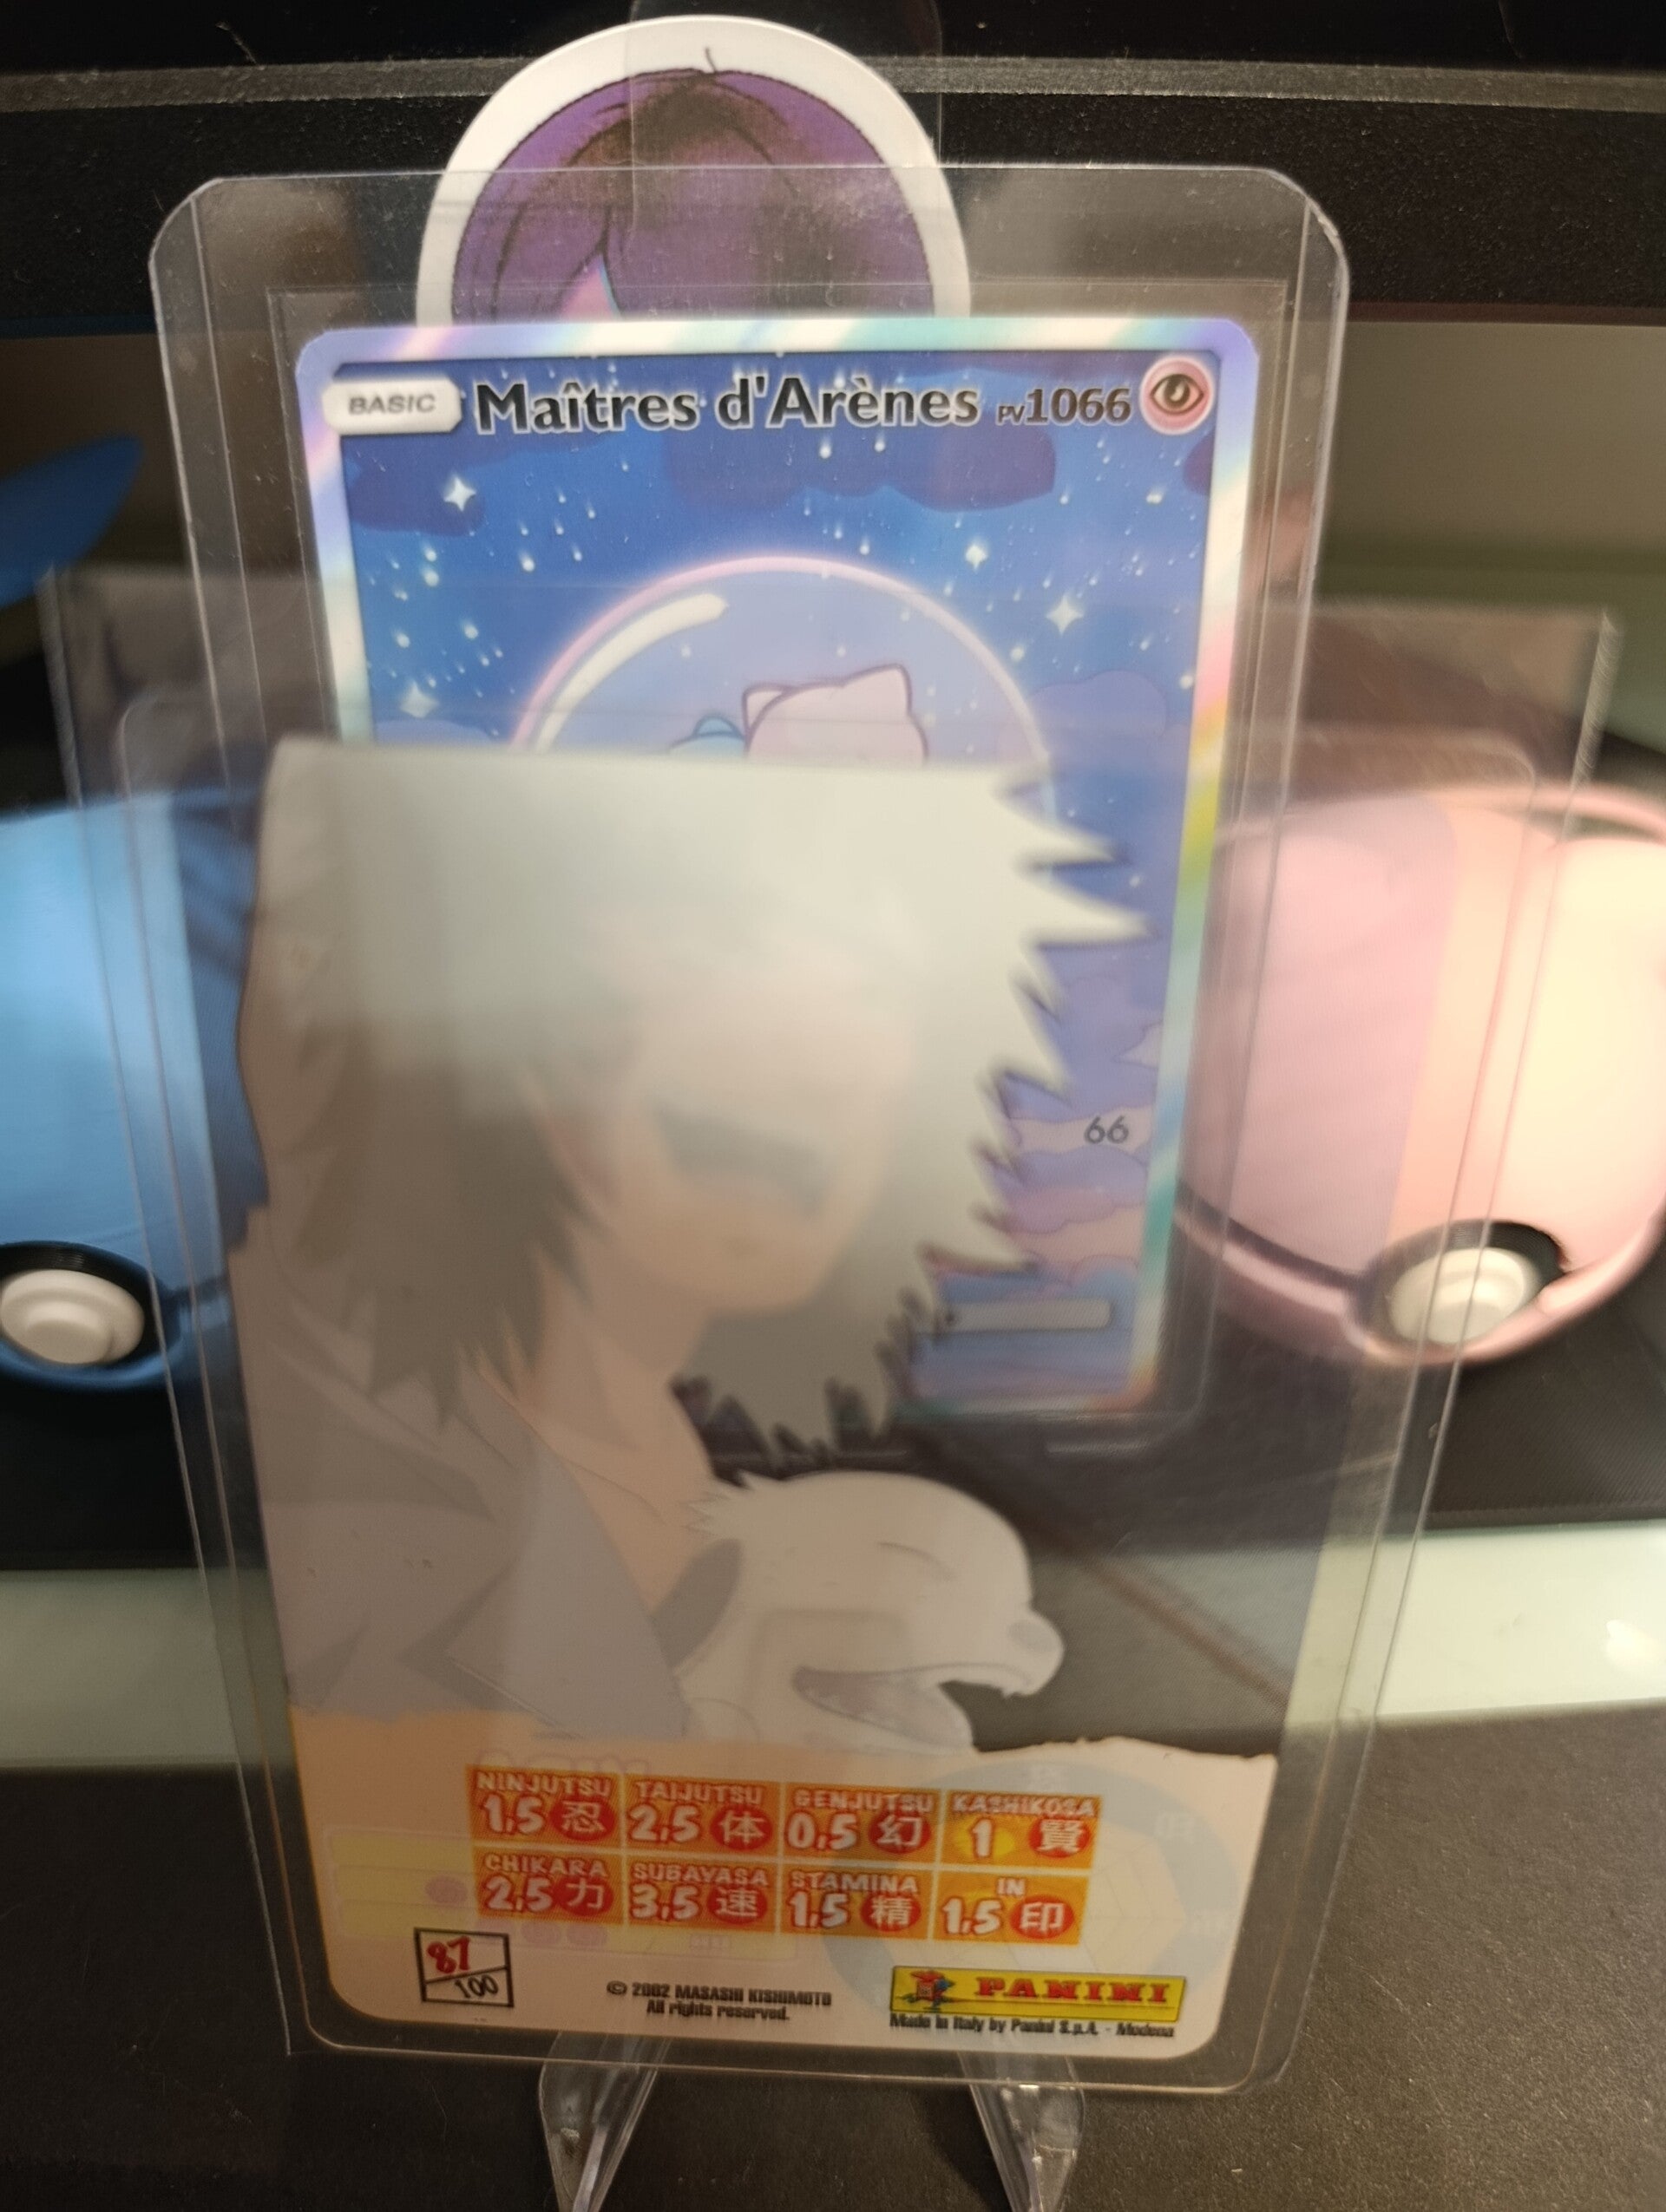 BASIC Maîtres d'Arènes PV1066
66
NINJUTSU TAIJUTSU GENJUTSU KASHIKOSA
1,5 忍 2,5 体 0,5 幻 1 賢
CHIKARA SUBAYASA STAMINA IN
2,5 力 3,5 速 1,5 精 1,5 印
87
100
© 2002 MASASHI KISHIMOTO
All rights reserved.
PANINI
Made in Italy by Panini S.p.A. - Modena